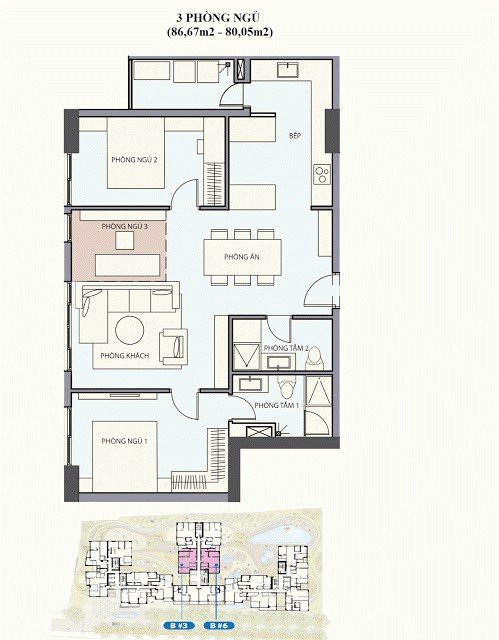 3 PHÒNG NGỦ
(86,67m2 - 80,05m2)
BẾP
PHÒNG NGỦ 2
PHÒNG NGỦ 3
PHÒNG ĂN
PHÒNG TẮM 2
PHÒNG KHÁCH
PHÒNG TẮM 1
PHÒNG NGỦ 1
B #3
B #6